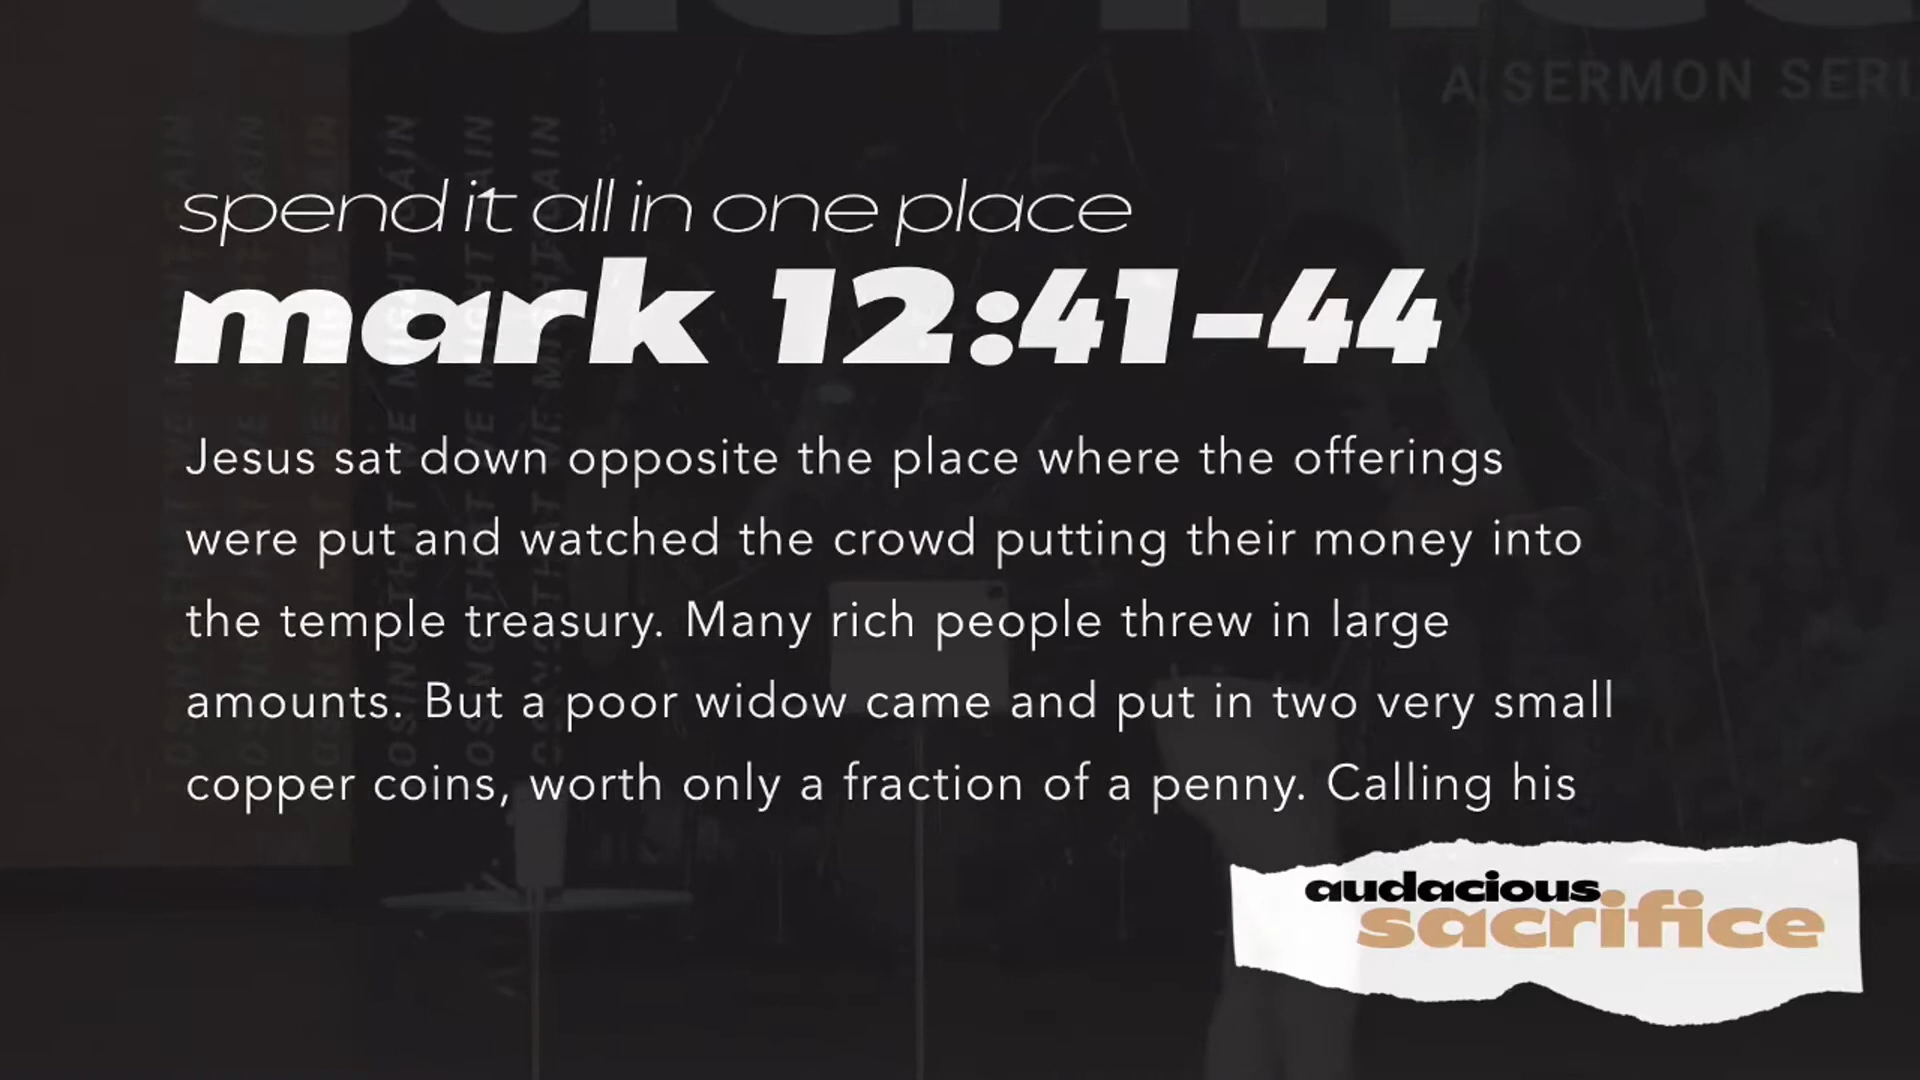 A SERMON SERI
spend it all in one place
mark 12:41-44
Jesus sat down opposite the place where the offerings
were put and watched the crowd putting their money into
the temple treasury. Many rich people threw in large
amounts. But a poor widow came and put in two very small
copper coins, worth only a fraction of a penny. Calling his
audacious
sacrifice